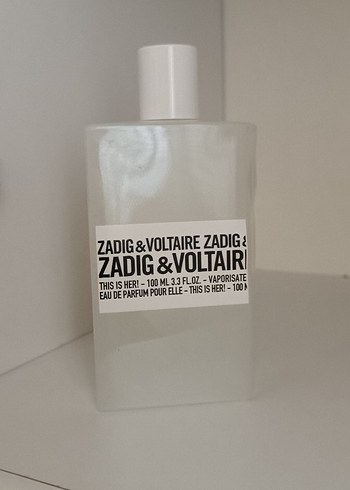 ZADIG&VOLTAIRE ZADIG &
ZADIG &VOLTAIR
THIS IS HER! – 100 ML 3.3 FL.OZ. – VAPORISATE
EAU DE PARFUM POUR ELLE – THIS IS HER! – 100 M